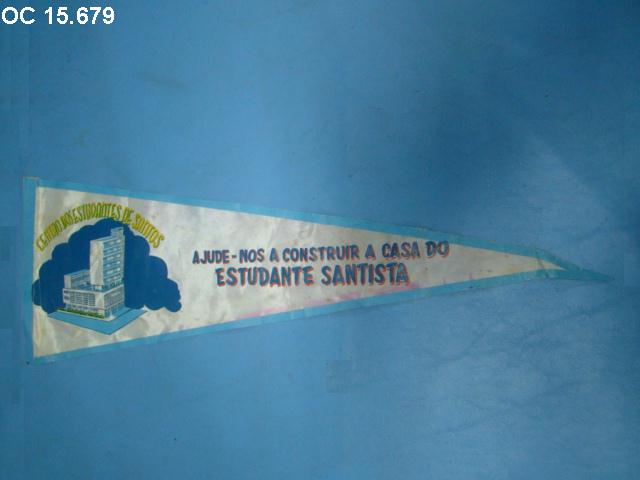 OC 15.679
CENTRO DOS ESTUDANTES DE SANTOS
AJUDE-NOS A CONSTRUIR A CASA DO
ESTUDANTE SANTISTA